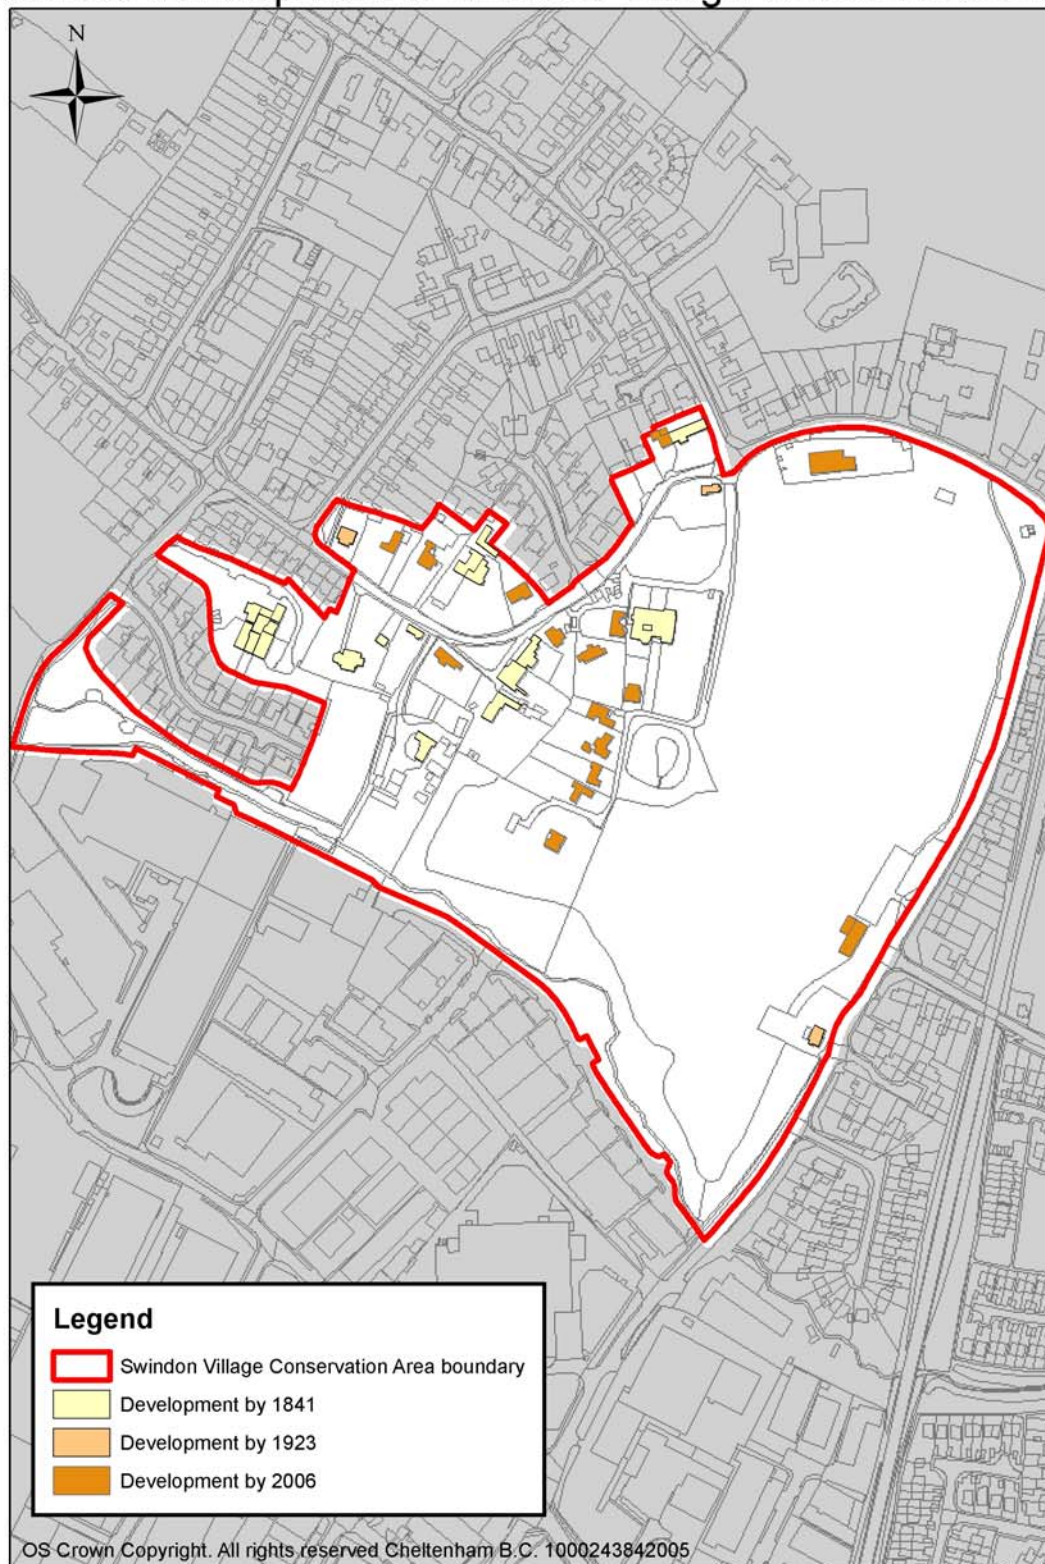 N
Legend
Swindon Village Conservation Area boundary
Development by 1841
Development by 1923
Development by 2006
OS Crown Copyright. All rights reserved Cheltenham B.C. 1000243842005